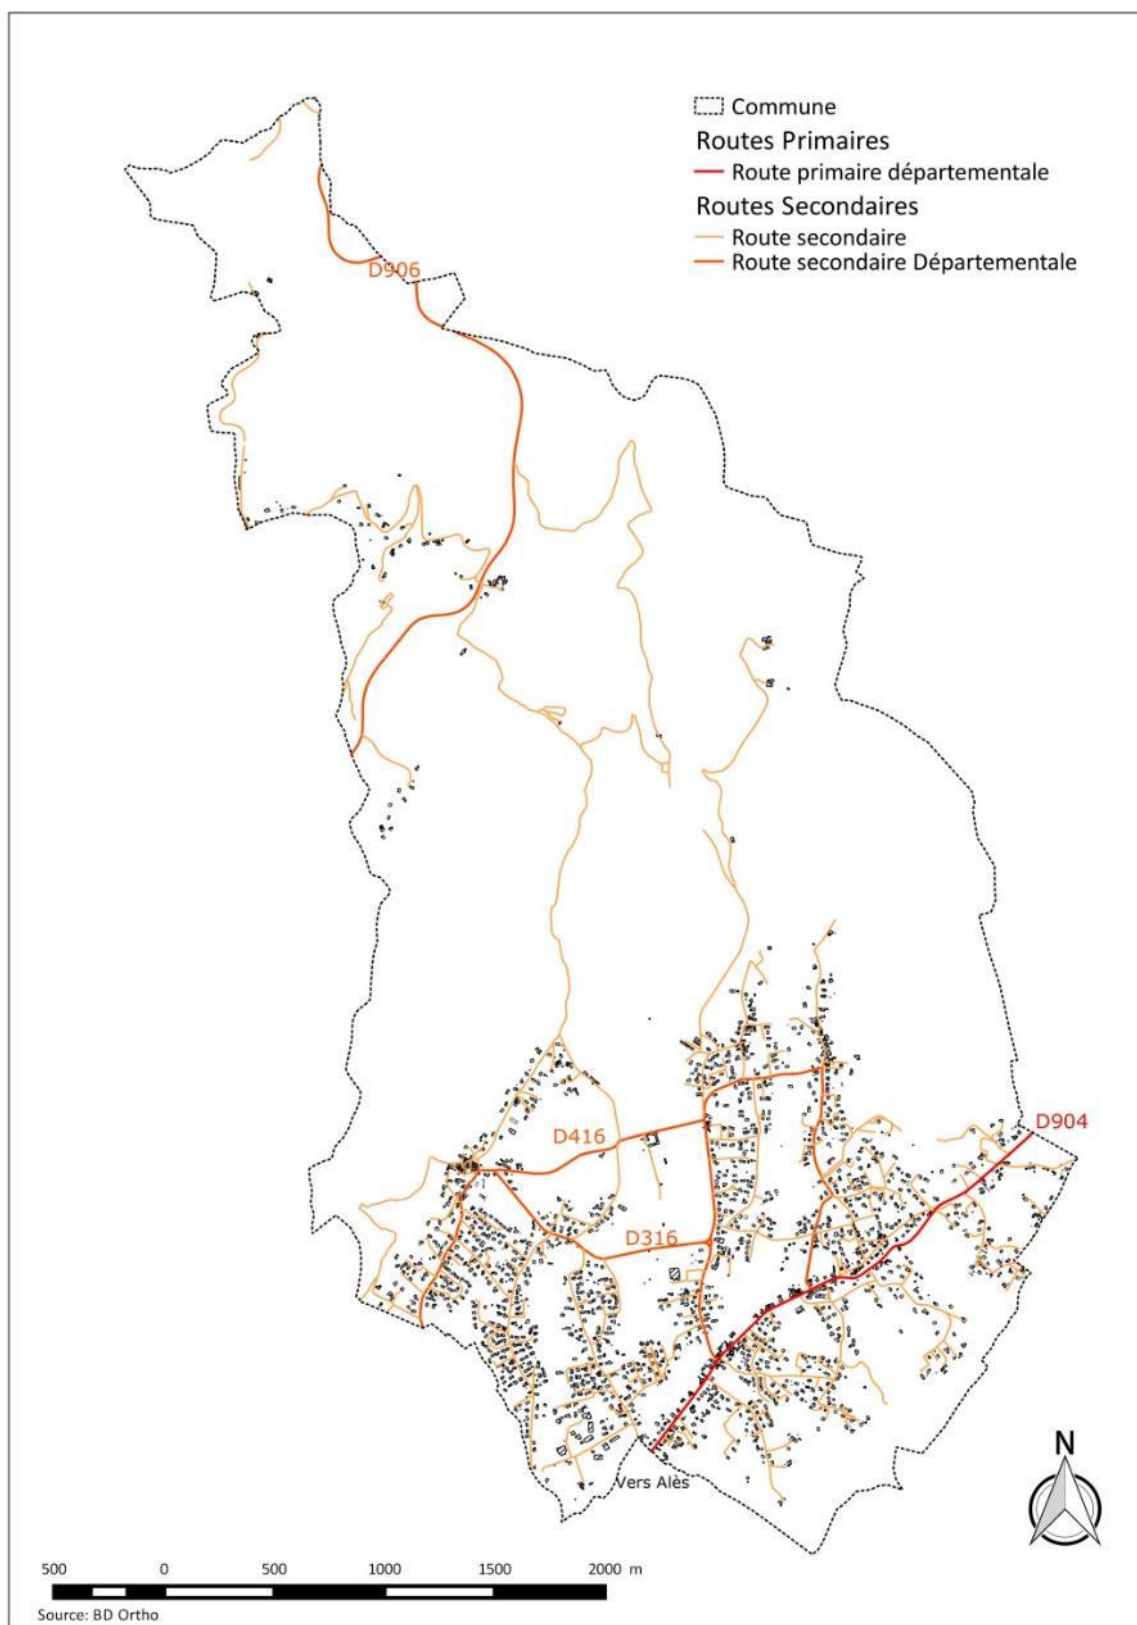 Commune
Routes Primaires
Route primaire départementale
Routes Secondaires
Route secondaire
Route secondaire Départementale
D906
D904
D416
D316
Vers Alès
N
500 0 500 1000 1500 2000 m
Source: BD Ortho